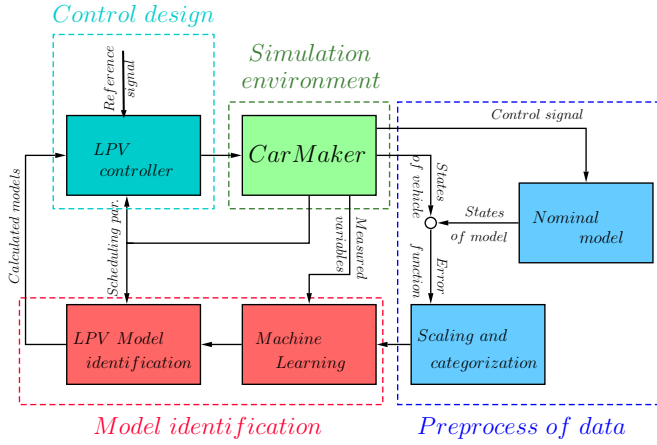 Control design
Simulation
environment
Reference
signal
LPV
controller
CarMaker
Control signal
States
of vehicle
Nominal
model
States
of model
Calculated models
Scheduling par.
Measured
variables
Error
function
LPV Model
identification
Machine
Learning
Scaling and
categorization
Model identification
Preprocess of data